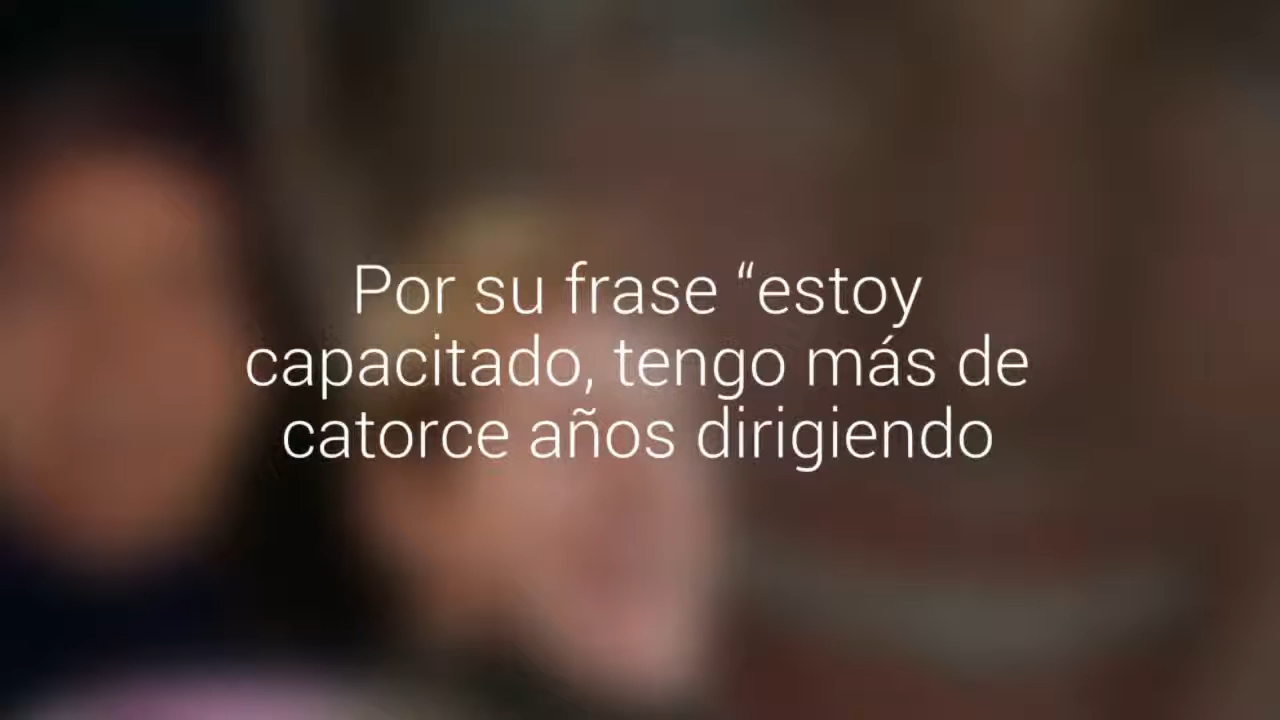 Por su frase “estoy
capacitado, tengo más de
catorce años dirigiendo